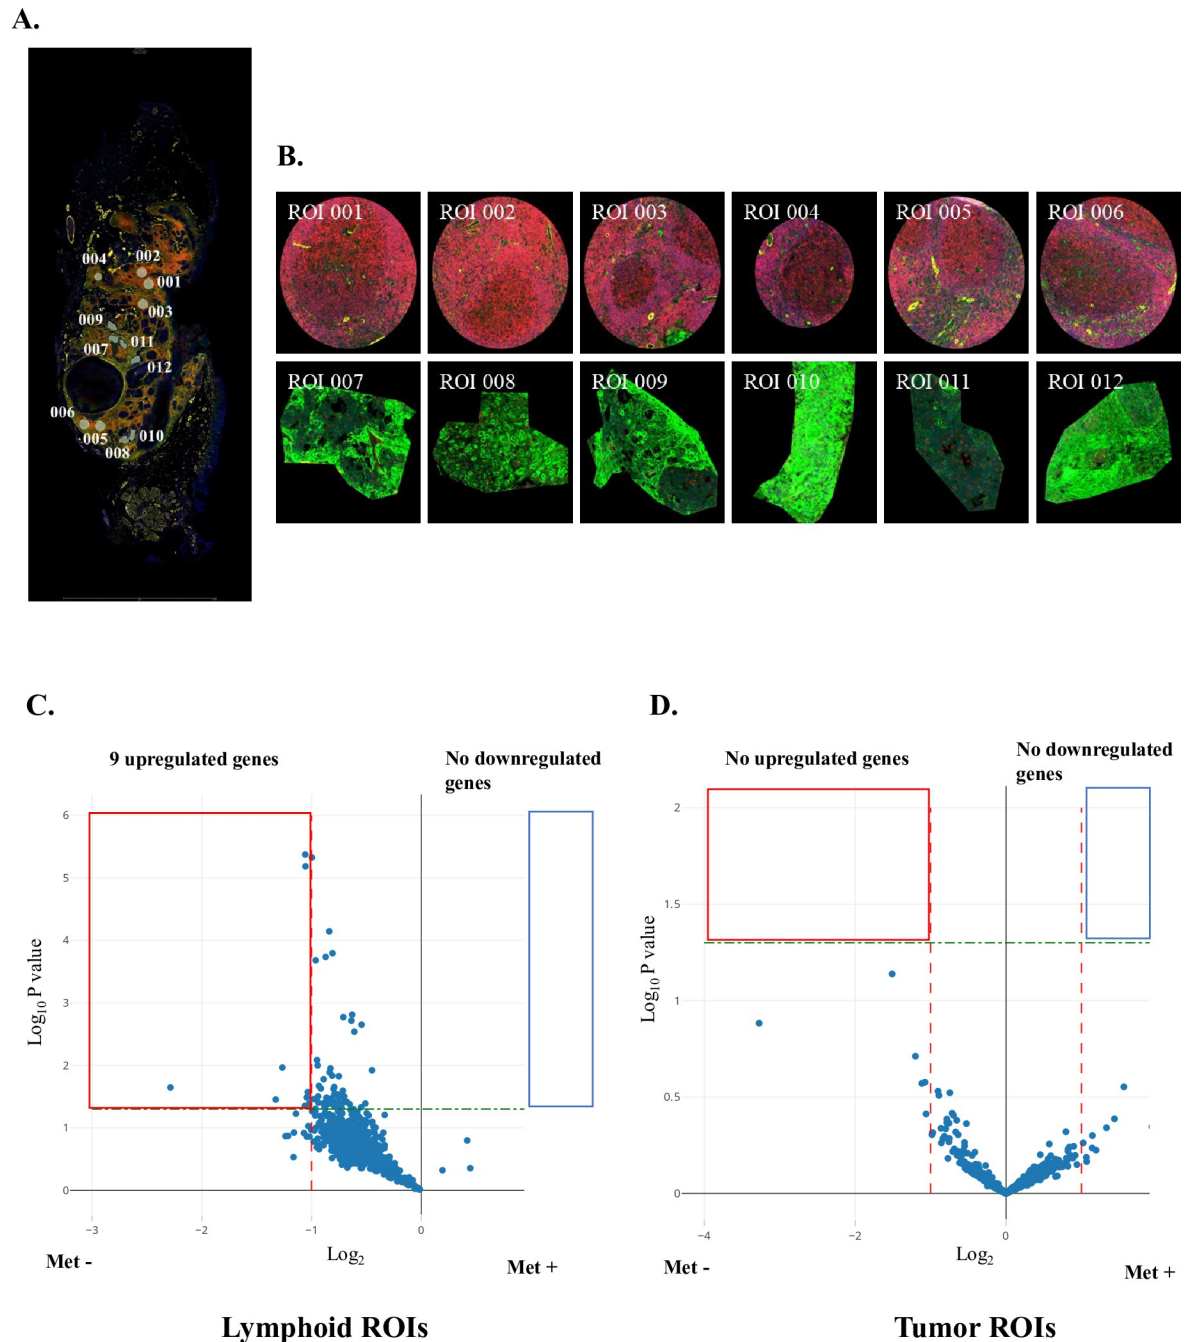 A.
002
004
001
003
009
011
007
012
006
005
010
008
B.
ROI 001
ROI 002
ROI 003
ROI 004
ROI 005
ROI 006
ROI 007
ROI 008
ROI 009
ROI 010
ROI 011
ROI 012
C.
9 upregulated genes
No downregulated
genes
6
5
4
3
2
1
0
Log10 P value
−3
−2
−1
0
Log2
Met -
Met +
Lymphoid ROIs
D.
No upregulated genes
No downregulated
genes
2
1.5
1
0.5
0
Log10 P value
−4
−2
0
Log2
Met -
Met +
Tumor ROIs